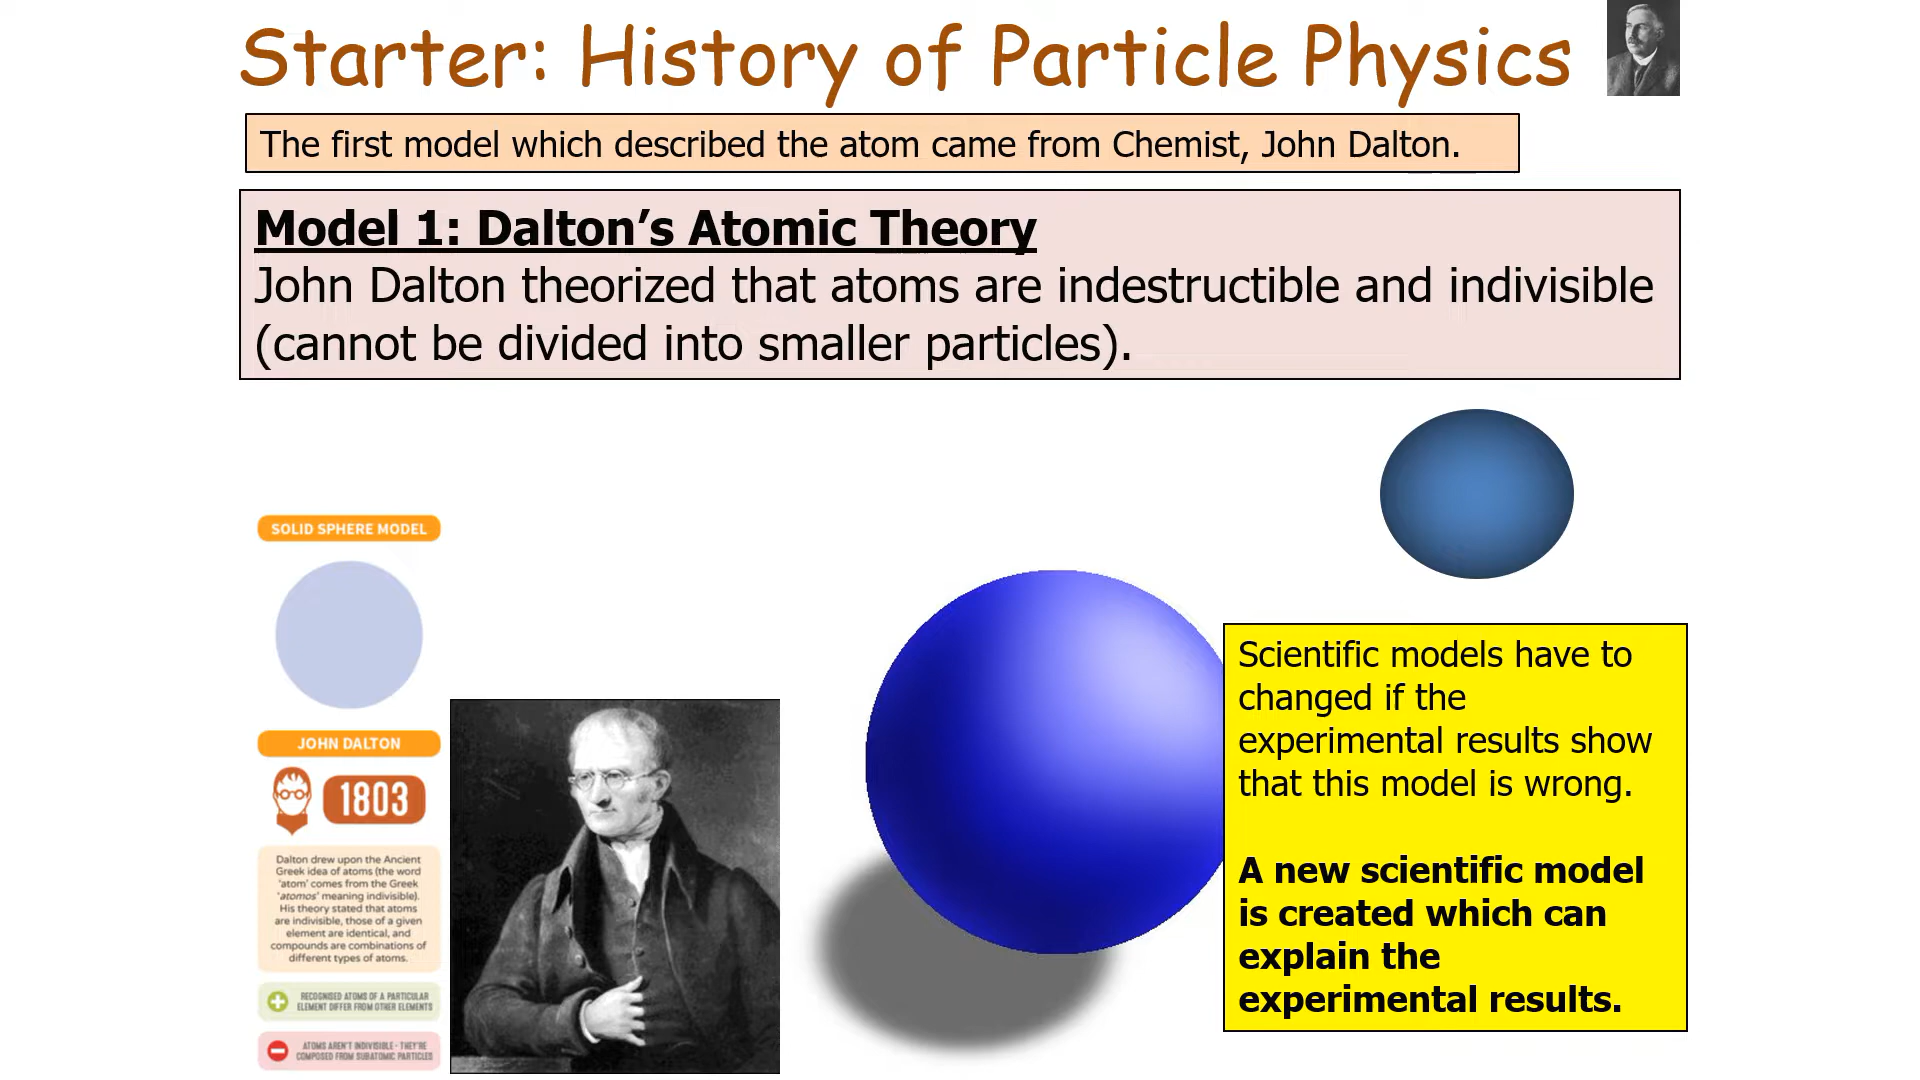 Starter: History of Particle Physics
The first model which described the atom came from Chemist, John Dalton.
Model 1: Dalton’s Atomic Theory
John Dalton theorized that atoms are indestructible and indivisible
(cannot be divided into smaller particles).
SOLID SPHERE MODEL
JOHN DALTON
1803
Dalton drew upon the Ancient
Greek idea of atoms (the word
‘atom’ comes from the Greek
‘atomos’ meaning indivisible).
His theory stated that atoms
are indivisible, those of a given
element are identical, and
compounds are combinations of
different types of atoms.
RECOGNISED ATOMS OF A PARTICULAR
ELEMENT DIFFER FROM OTHER ELEMENTS
ATOMS AREN’T INDIVISIBLE - THEY’RE
COMPOSED FROM SUBATOMIC PARTICLES
Scientific models have to
changed if the
experimental results show
that this model is wrong.
A new scientific model
is created which can
explain the
experimental results.